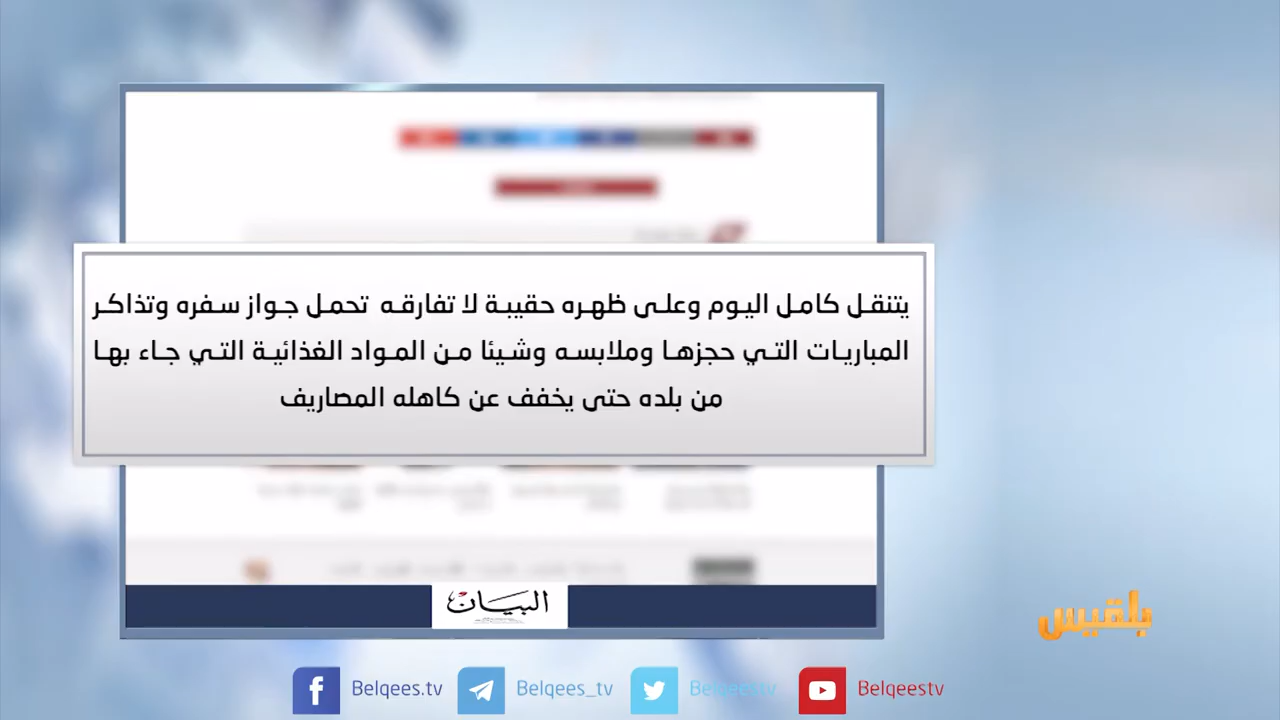 يتنقل كامل اليوم وعلى ظهره حقيبة لا تفارقه تحمل جواز سفره وتذاكر
المباريات التي حجزها وملابسه وشيئا من المواد الغذائية التي جاء بها
من بلده حتى يخفف عن كاهله المصاريف
البيان
بلقيس
Belqees.tv Belqees_tv Belqeestv Belqeestv